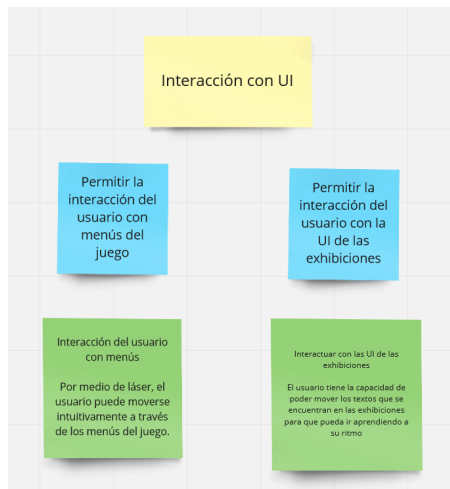 Interacción con UI
Permitir la
interacción del
usuario con
menús del
juego
Permitir la
interacción del
usuario con la
UI de las
exhibiciones
Interacción del usuario
con menús
Por medio de láser, el
usuario puede moverse
intuitivamente a través
de los menús del juego.
Interactuar con las UI de las
exhibiciones
El usuario tiene la capacidad de
poder mover los textos que se
encuentran en las exhibiciones
para que pueda ir aprendiendo a
su ritmo